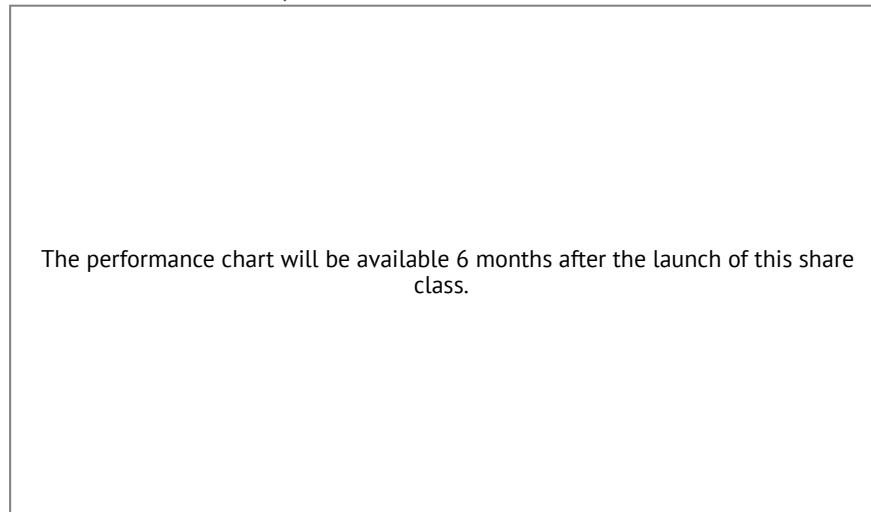 The performance chart will be available 6 months after the launch of this share
class.